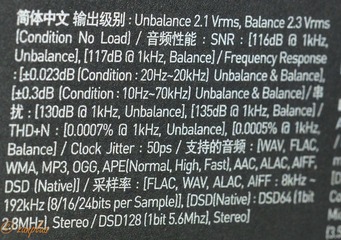 简体中文 输出级别 : Unbalance 2.1 Vrms, Balance 2.3 Vrms
(Condition No Load) / 音频性能 : SNR : [116dB @ 1kHz,
Unbalance], [117dB @ 1kHz, Balance] / Frequency Response
: [±0.023dB (Condition : 20Hz~20kHz) Unbalance & Balance],
[±0.3dB (Condition : 10Hz~70kHz) Unbalance & Balance] / 串
扰 : [130dB @ 1kHz, Unbalance], [135dB @ 1kHz, Balance] /
THD+N : [0.0007% @ 1kHz, Unbalance], [0.0005% @ 1kHz,
Balance] / Clock Jitter : 50ps / 支持的音频 : [WAV, FLAC,
WMA, MP3, OGG, APE(Normal, High, Fast), AAC, ALAC, AIFF,
DSD (Native)] / 采样率 : [FLAC, WAV, ALAC, AIFF : 8kHz ~
192kHz (8/16/24bits per Sample)], [DSD(Native) : DSD64 (1bit
2.8MHz), Stereo / DSD128 (1bit 5.6Mhz), Stereo]